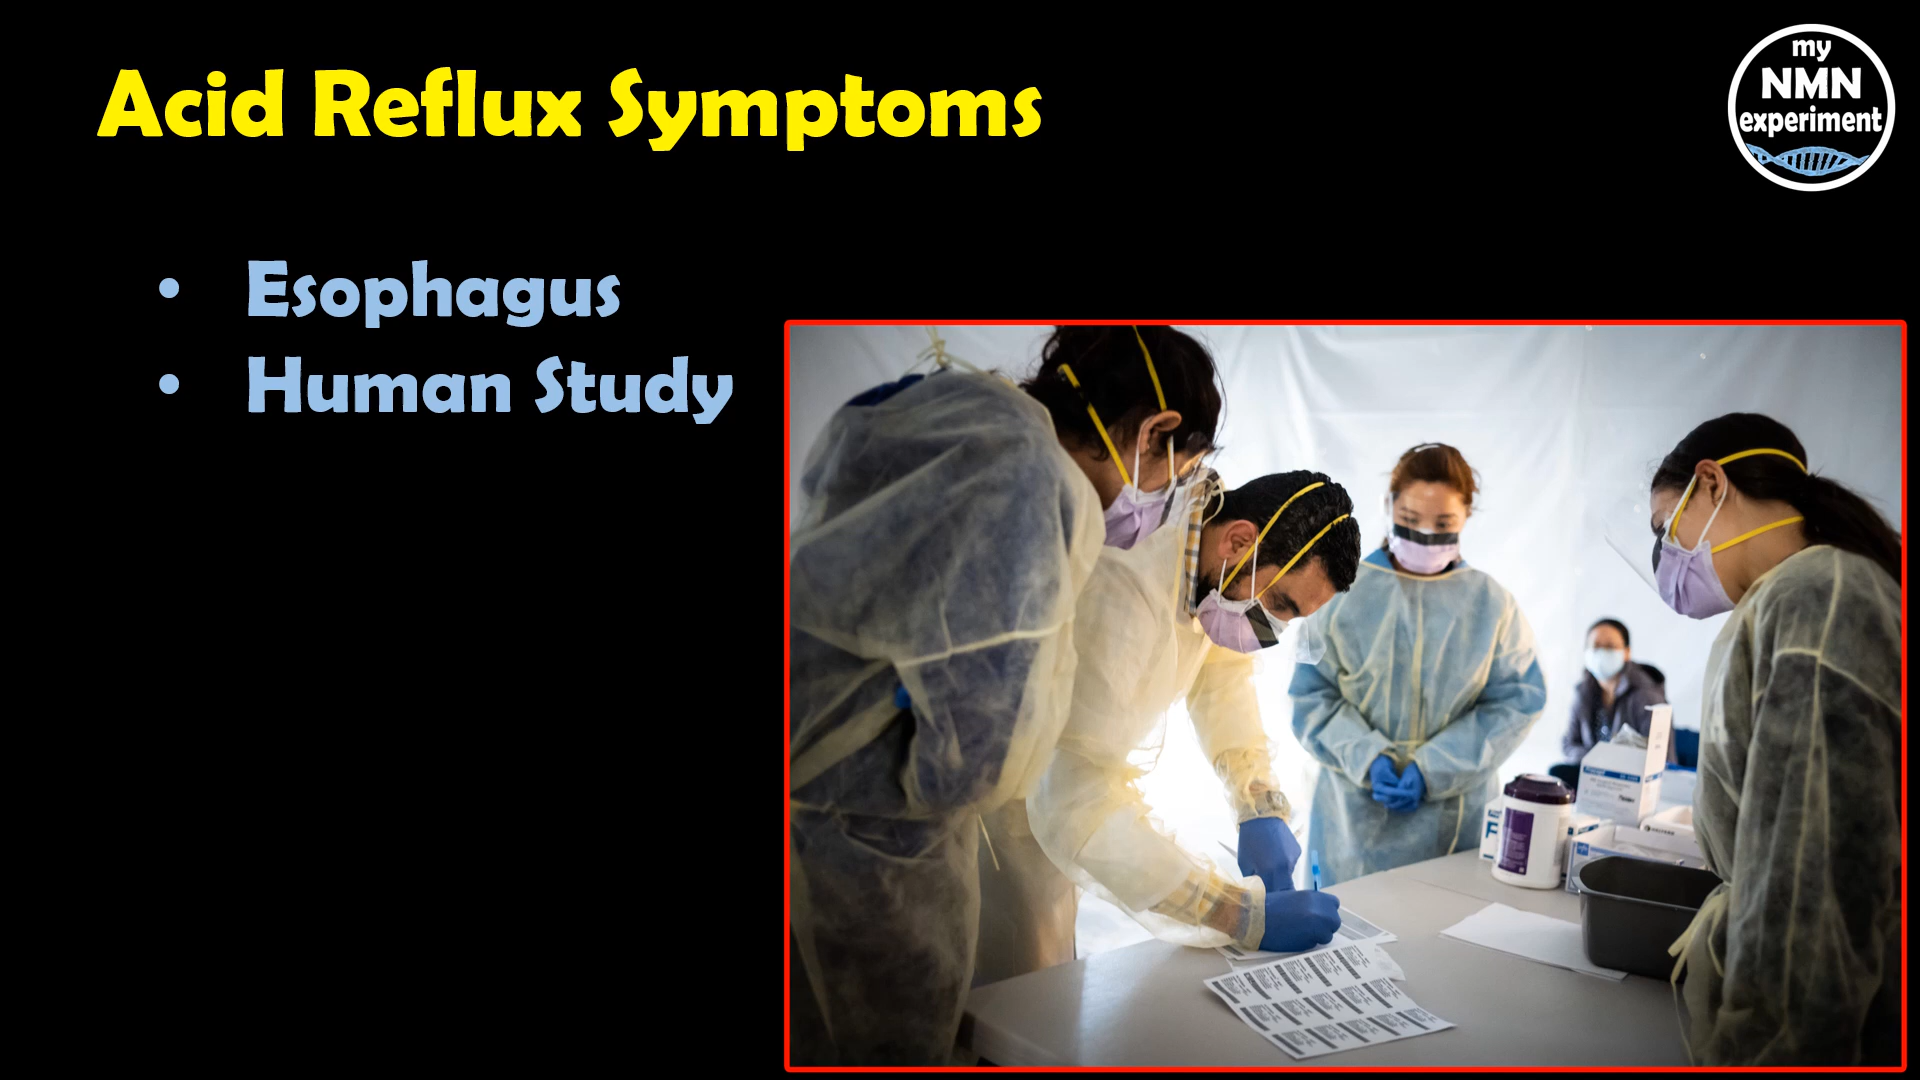 Acid Reflux Symptoms
my
NMN
experiment
• Esophagus
• Human Study